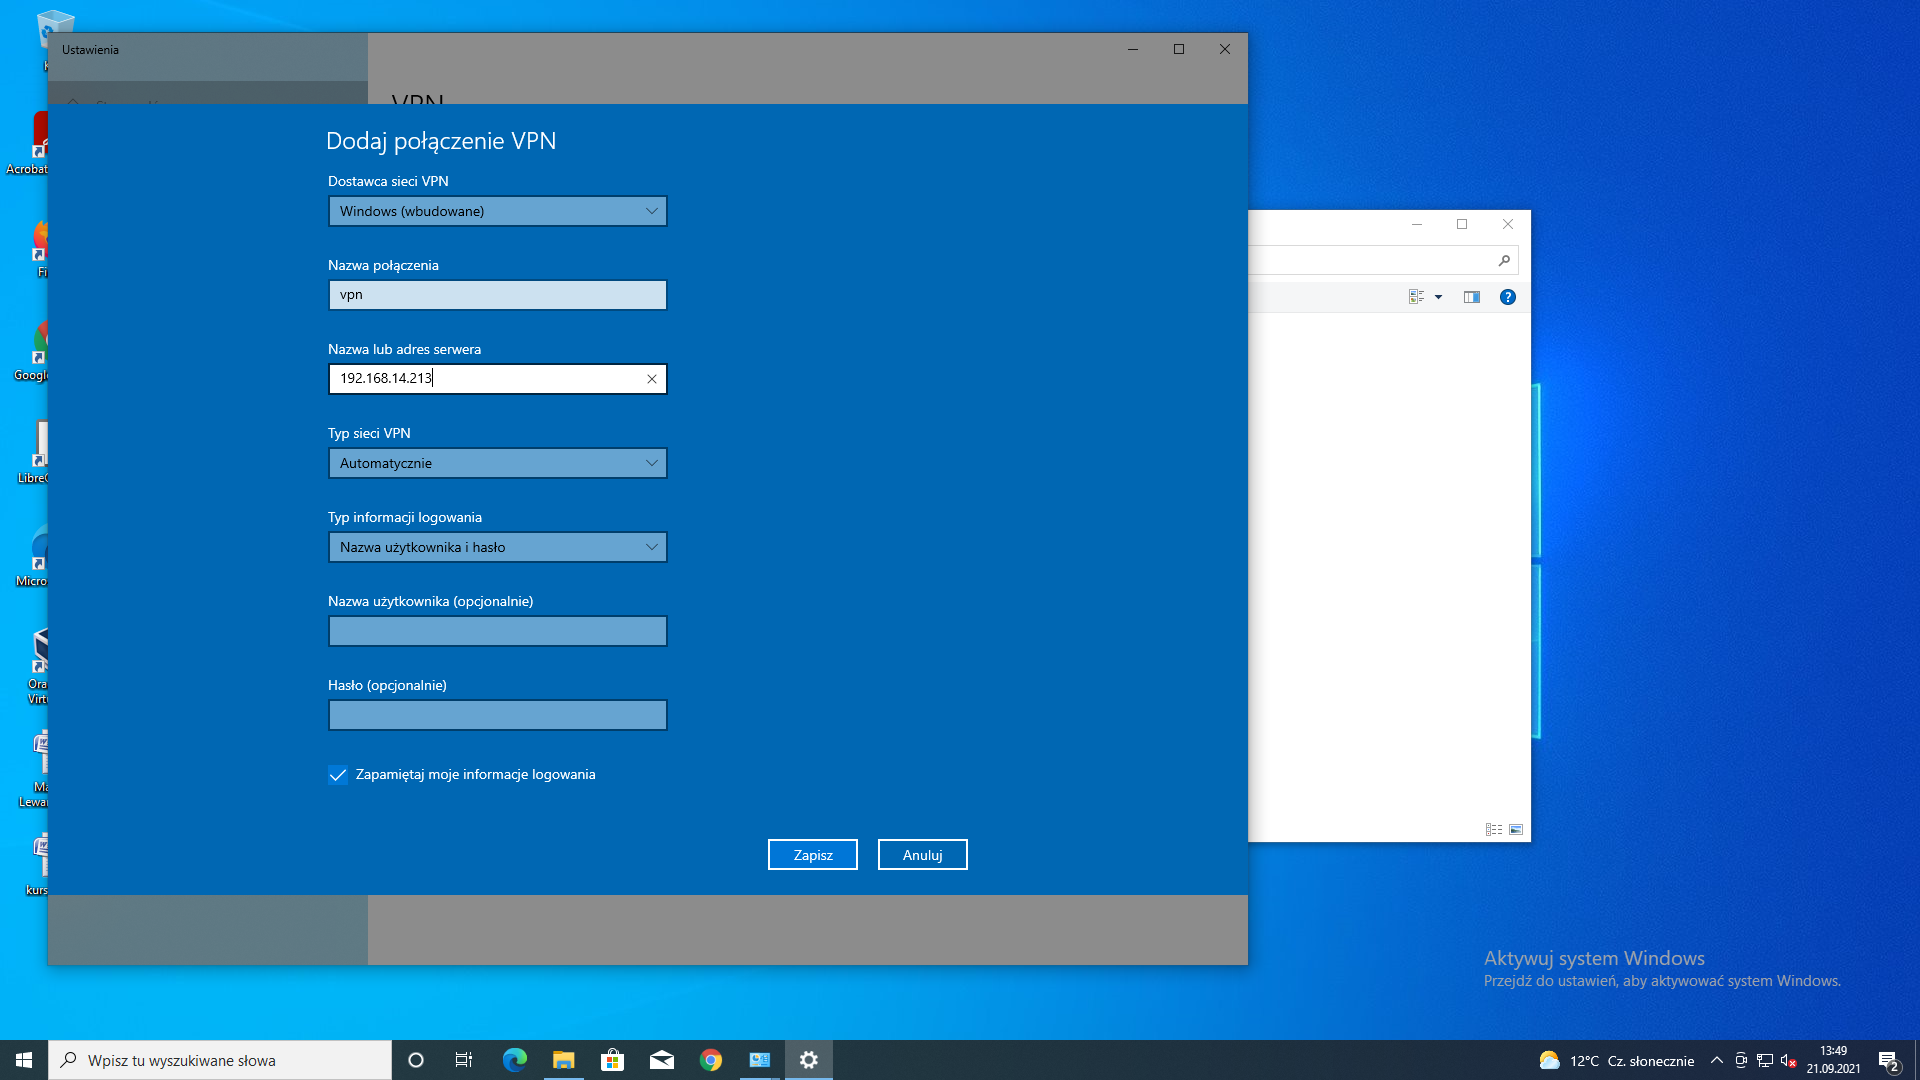 Ustawienia
VPN
Dodaj połączenie VPN
Dostawca sieci VPN
Windows (wbudowane)
Nazwa połączenia
vpn
Nazwa lub adres serwera
192.168.14.213
Typ sieci VPN
Automatycznie
Typ informacji logowania
Nazwa użytkownika i hasło
Nazwa użytkownika (opcjonalnie)
Hasło (opcjonalnie)
Zapamiętaj moje informacje logowania
Zapisz
Anuluj
Acrobat
Fi
Google
Libre
Micro
Ora
Virtu
Ma
Lewa
kurs
Aktywuj system Windows
Przejdź do ustawień, aby aktywować system Windows.
Wpisz tu wyszukiwane słowa
12°C Cz. słonecznie
13:49
21.09.2021
2